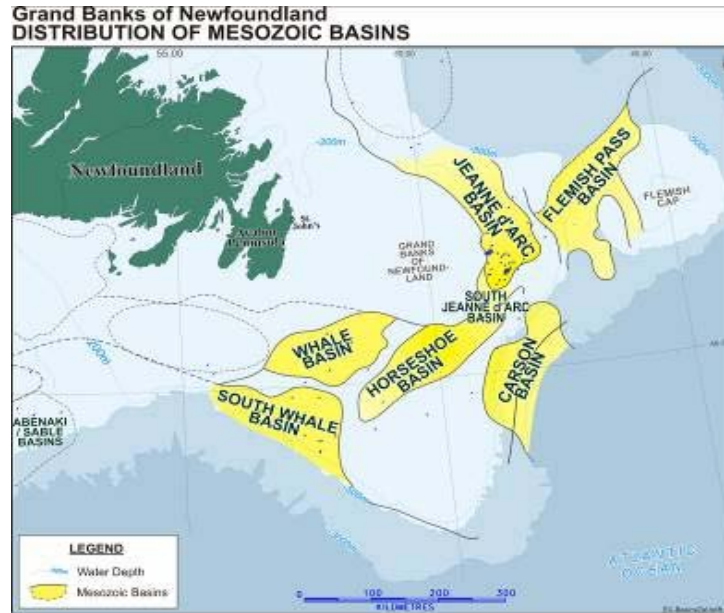 Grand Banks of Newfoundland
DISTRIBUTION OF MESOZOIC BASINS
55.00
-200m
-200m
Newfoundland
JEANNE d'ARC
BASIN
FLEMISH PASS
BASIN
FLEMISH
CAP
St.
John's
Avalon
Peninsula
GRAND
BANKS
OF
NEWFOUND-
LAND
SOUTH
JEANNE d'ARC
BASIN
WHALE
BASIN
HORSESHOE
BASIN
CARSON
BASIN
200m
SOUTH WHALE
BASIN
ABENAKI
/ SABLE
BASINS
ATLANTIC
OCEAN
LEGEND
Water Depth
Mesozoic Basins
0 100 200 300
KILOMETRES